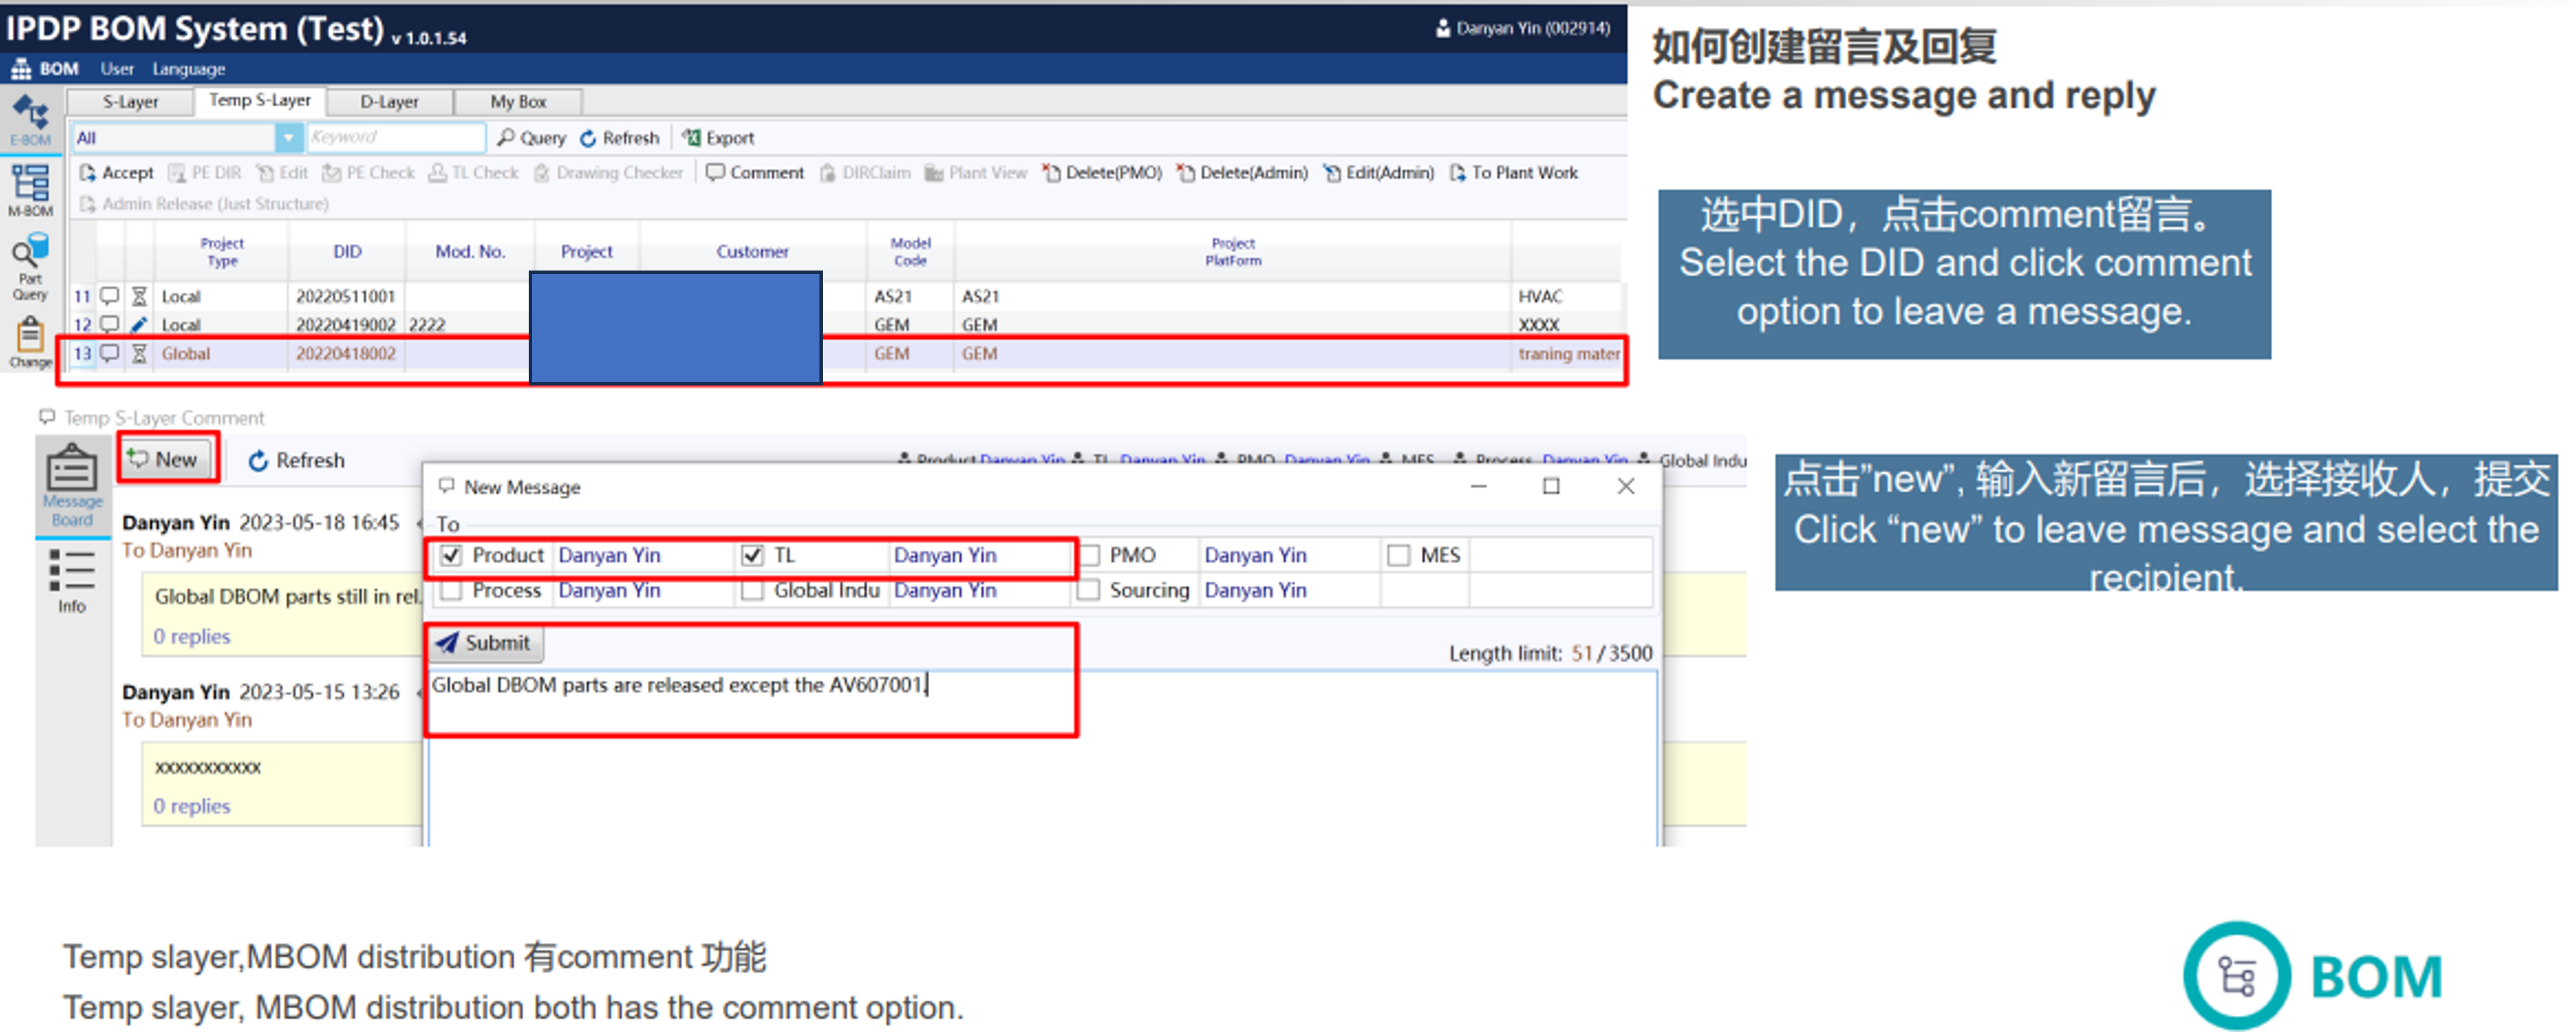 IPDP BOM System (Test) v 1.0.1.54
Danyan Yin (002914)
BOM User Language
S-Layer Temp S-Layer D-Layer My Box
All Keyword Query Refresh Export
Accept PE DIR Edit PE Check TL Check Drawing Checker Comment DIRClaim Plant View Delete(PMO) Delete(Admin) Edit(Admin) To Plant Work
Admin Release (Just Structure)
E-BOM
M-BOM
Part
Query
Change
Project Type DID Mod. No. Project Customer Model Code Project PlatForm
11 Local 20220511001 AS21 AS21 HVAC
12 Local 20220419002 2222 GEM GEM XXXX
13 Global 20220418002 GEM GEM traning mater
如何创建留言及回复
Create a message and reply
选中DID，点击comment留言。
Select the DID and click comment
option to leave a message.
Temp S-Layer Comment
Message
Board
Info
New Refresh
Product Danyan Yin TL Danyan Yin PMO Danyan Yin MES Process Danyan Yin Global Indu
Danyan Yin 2023-05-18 16:45
To Danyan Yin
Global DBOM parts still in rel.
0 replies
Danyan Yin 2023-05-15 13:26
To Danyan Yin
xxxxxxxxxxx
0 replies
New Message
To
Product Danyan Yin TL Danyan Yin PMO Danyan Yin MES
Process Danyan Yin Global Indu Danyan Yin Sourcing Danyan Yin
Submit
Length limit: 51/3500
Global DBOM parts are released except the AV607001.
点击”new”, 输入新留言后，选择接收人，提交
Click “new” to leave message and select the
recipient.
Temp slayer,MBOM distribution 有comment 功能
Temp slayer, MBOM distribution both has the comment option.
BOM